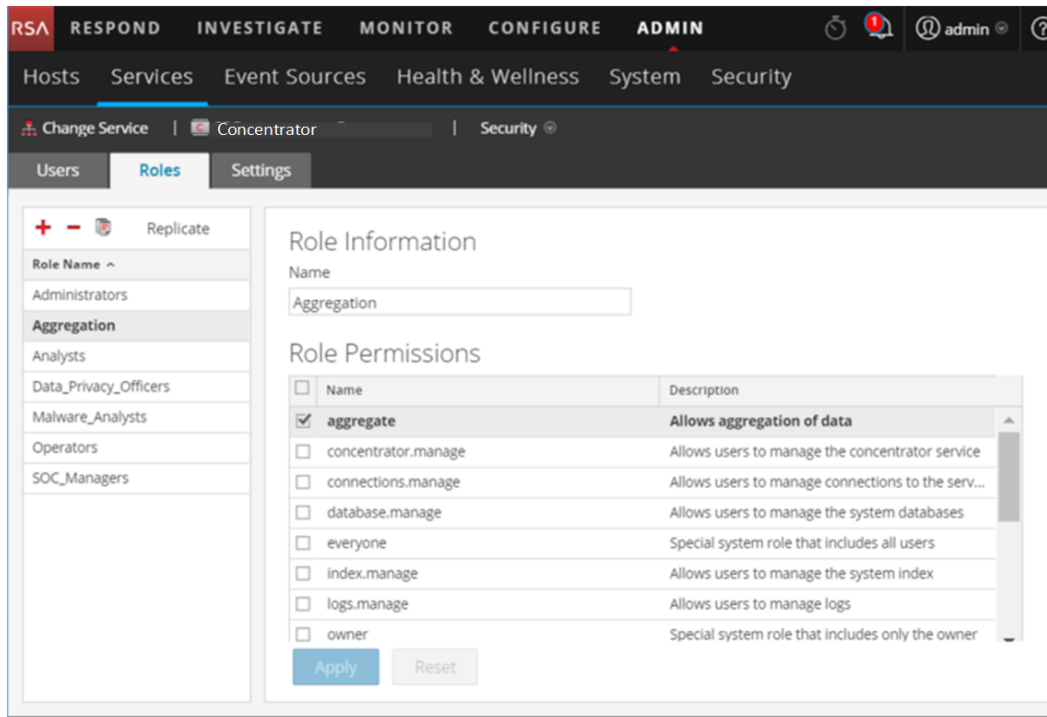 RSA RESPOND INVESTIGATE MONITOR CONFIGURE ADMIN 1 admin ?
Hosts Services Event Sources Health & Wellness System Security
Change Service | C Concentrator | Security
Users Roles Settings
+ - Replicate
Role Name
Administrators
Aggregation
Analysts
Data_Privacy_Officers
Malware_Analysts
Operators
SOC_Managers
Role Information
Name
Aggregation
Role Permissions
Name Description
aggregate Allows aggregation of data
concentrator.manage Allows users to manage the concentrator service
connections.manage Allows users to manage connections to the serv...
database.manage Allows users to manage the system databases
everyone Special system role that includes all users
index.manage Allows users to manage the system index
logs.manage Allows users to manage logs
owner Special system role that includes only the owner
Apply Reset